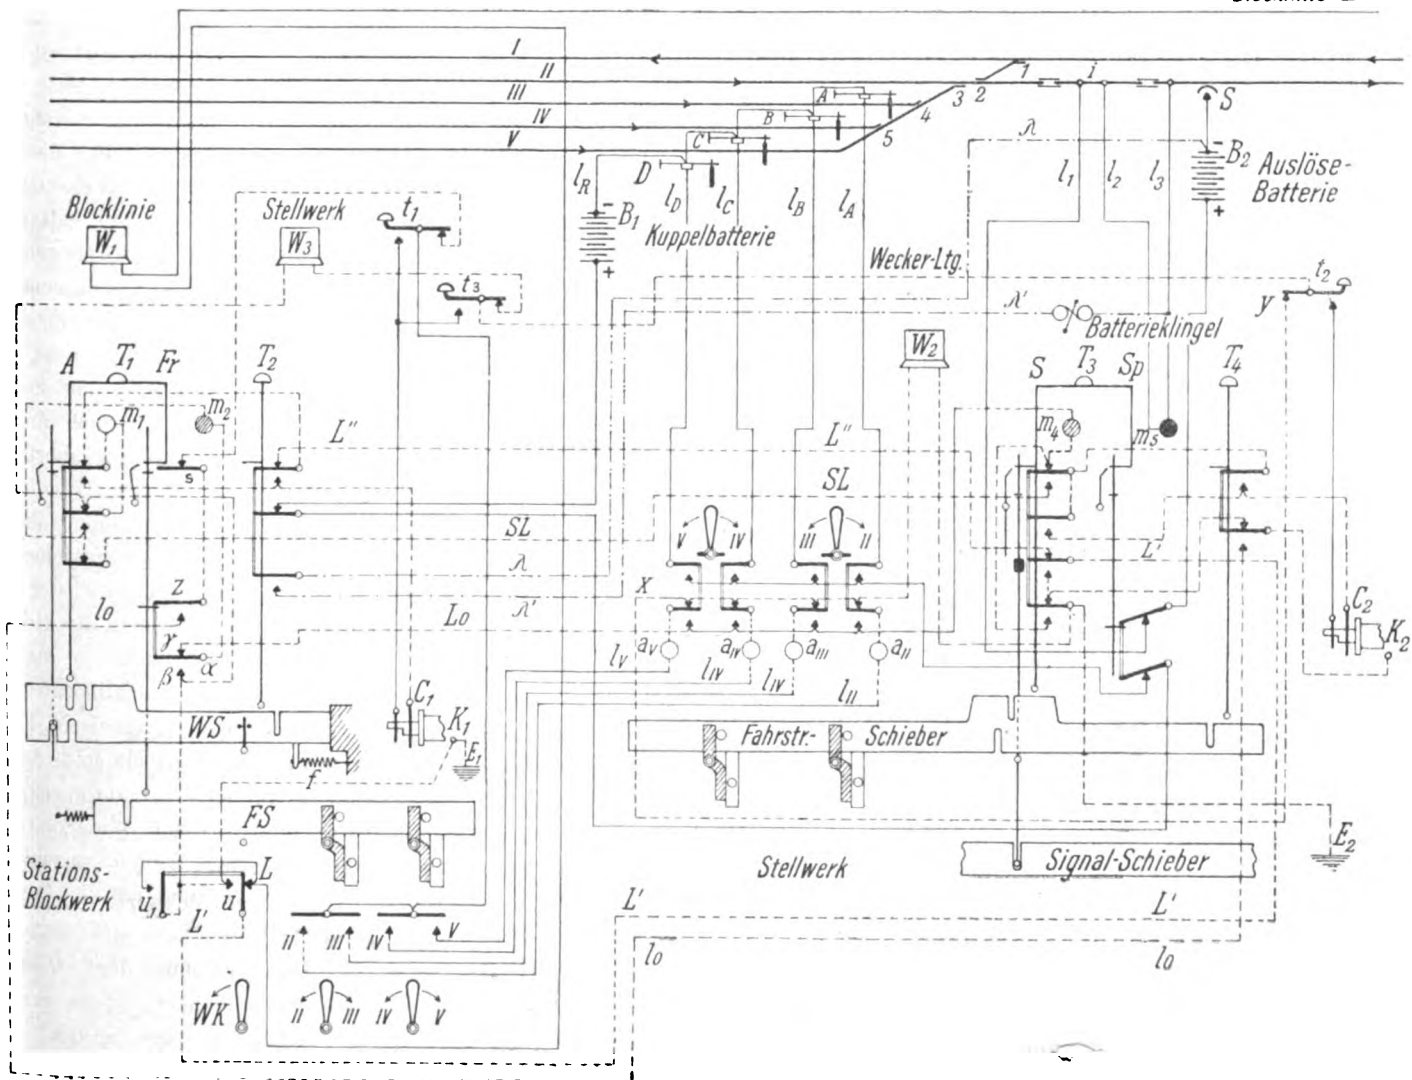 I
II
III
IV
V
A
B
C
D
1
2
3
4
5
i
S
λ
B2
Auslöse-
Batterie
lR
lD
lC
lB
lA
l1
l2
l3
B1
Kuppelbatterie
Blocklinie
W1
Stellwerk
W3
t1
t3
Wecker-Ltg.
λ'
Batterieklingel
y
t2
W2
A
T1
Fr
T2
S
T3
Sp
T4
m1
m2
m4
m5
s
L''
L''
SL
SL
λ
λ'
V
IV
III
II
L'
x
z
lo
Lo
γ
β
α
aV
aIV
aIII
aII
lV
lIV
lIV
lII
C2
K2
WS
C1
K1
E1
f
Fahrstr.-
Schieber
FS
E2
Stations-
Blockwerk
L
u1
L'
u
Stellwerk
Signal-Schieber
II
III
IV
V
L'
L'
lo
lo
WK
II
III
IV
V